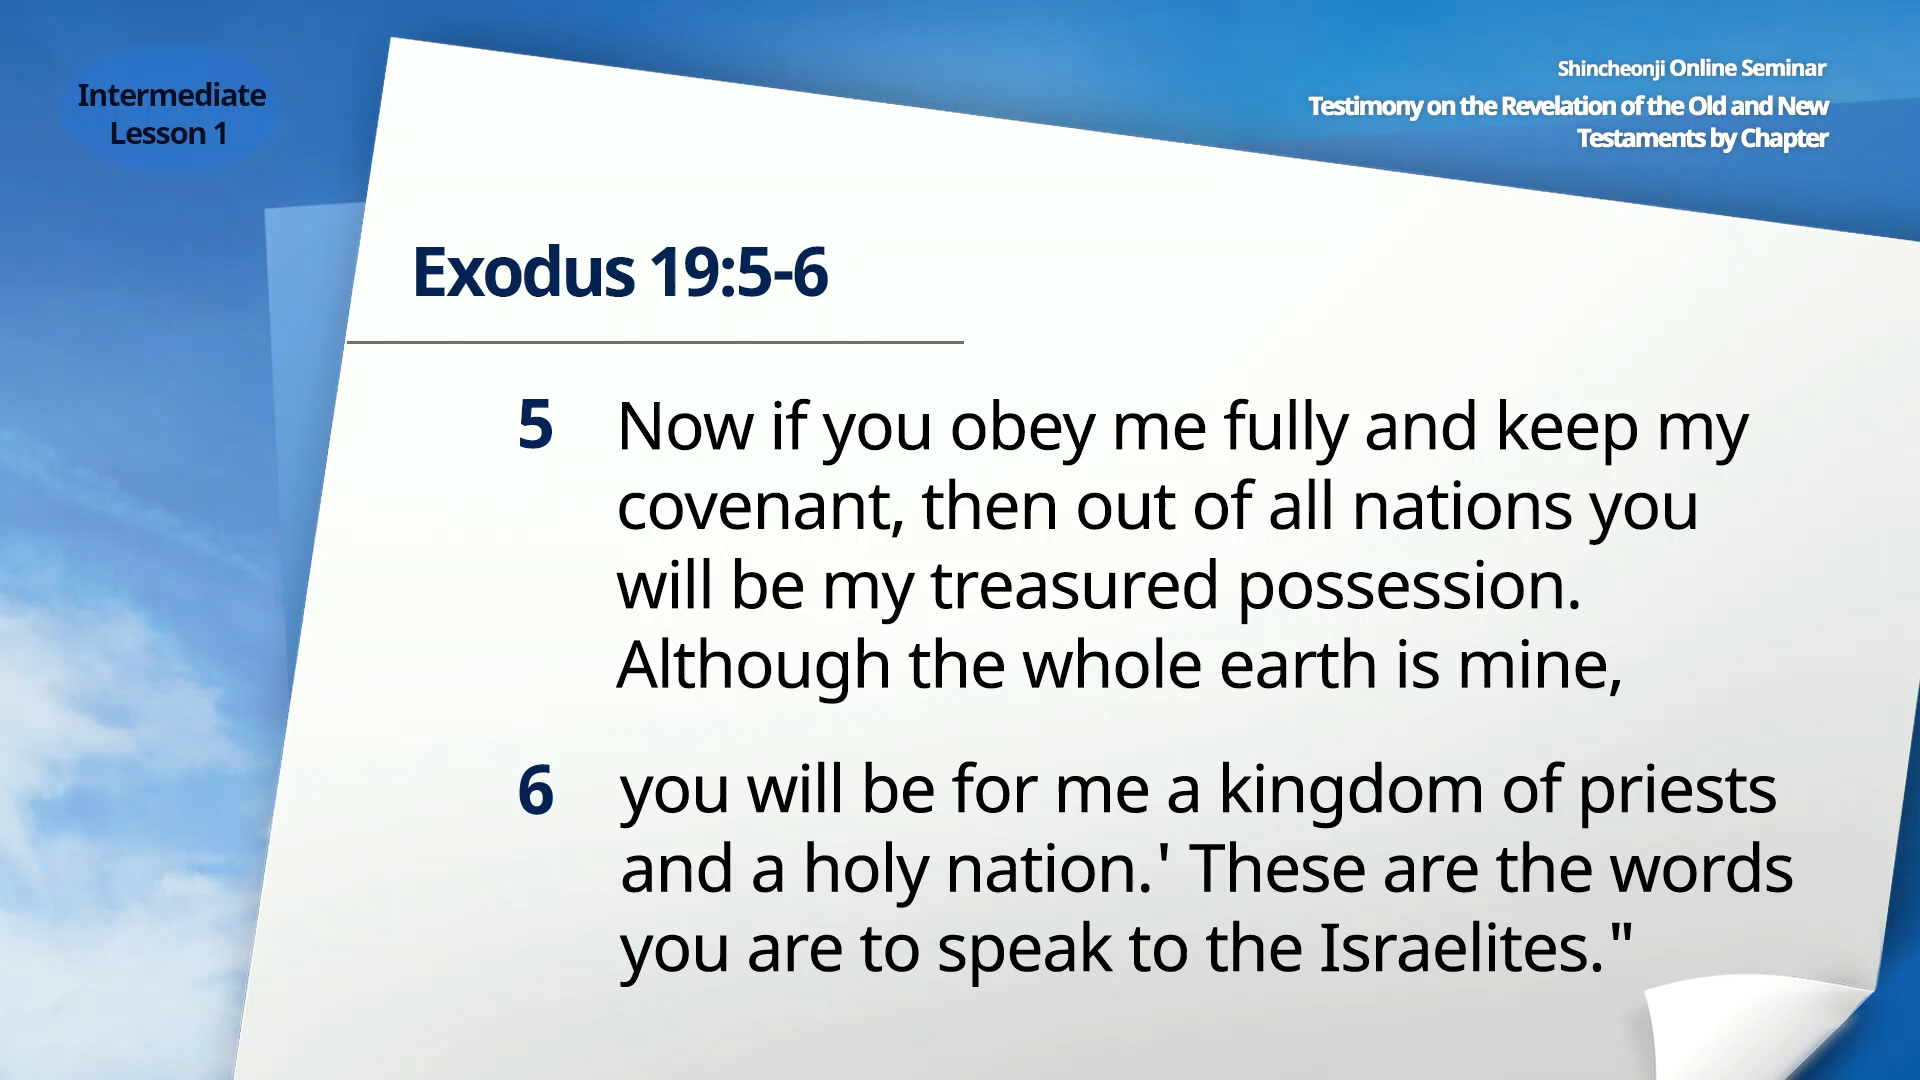 Intermediate
Lesson 1
Shincheonji Online Seminar
Testimony on the Revelation of the Old and New
Testaments by Chapter
Exodus 19:5-6
5 Now if you obey me fully and keep my
covenant, then out of all nations you
will be my treasured possession.
Although the whole earth is mine,
6 you will be for me a kingdom of priests
and a holy nation.' These are the words
you are to speak to the Israelites."